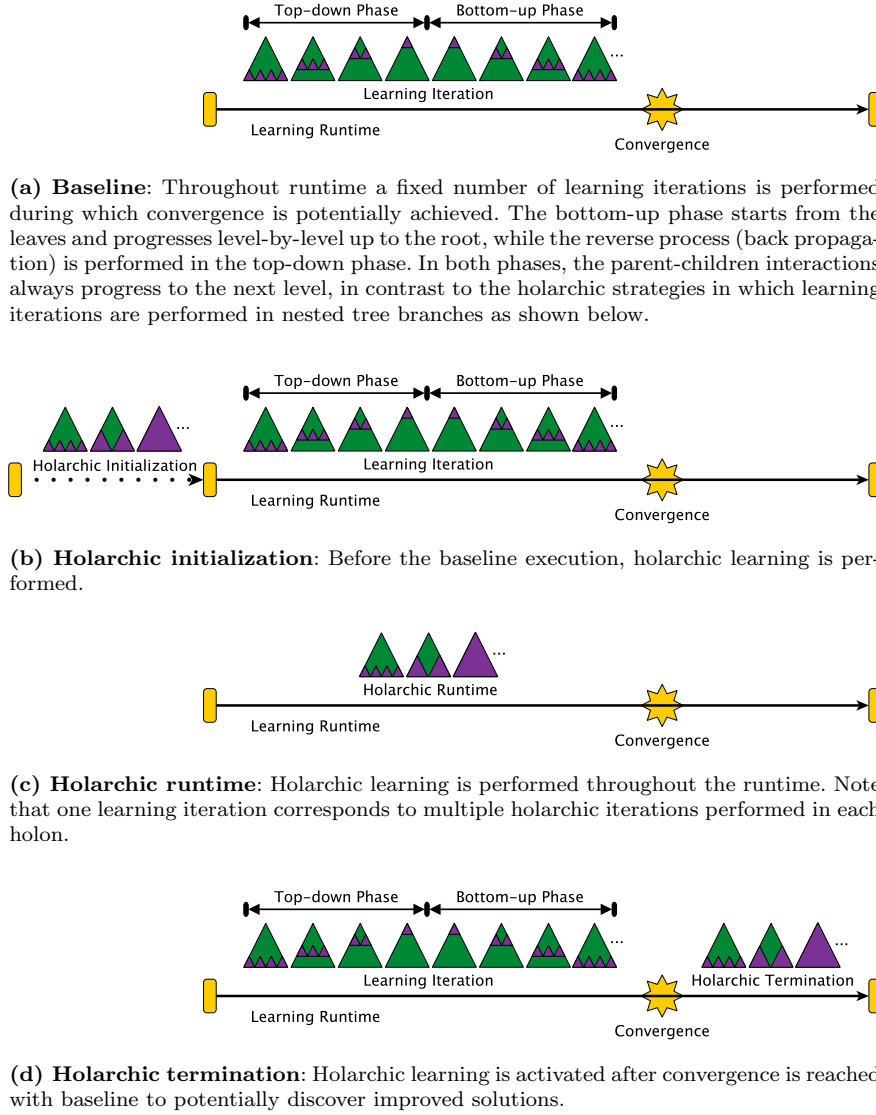 Top-down Phase Bottom-up Phase
...
Learning Iteration
Learning Runtime
Convergence
(a) Baseline: Throughout runtime a fixed number of learning iterations is performed
during which convergence is potentially achieved. The bottom-up phase starts from the
leaves and progresses level-by-level up to the root, while the reverse process (back propaga-
tion) is performed in the top-down phase. In both phases, the parent-children interactions
always progress to the next level, in contrast to the holarchic strategies in which learning
iterations are performed in nested tree branches as shown below.
Top-down Phase Bottom-up Phase
... ...
Holarchic Initialization Learning Iteration
Learning Runtime
Convergence
(b) Holarchic initialization: Before the baseline execution, holarchic learning is per-
formed.
...
Holarchic Runtime
Learning Runtime
Convergence
(c) Holarchic runtime: Holarchic learning is performed throughout the runtime. Note
that one learning iteration corresponds to multiple holarchic iterations performed in each
holon.
Top-down Phase Bottom-up Phase
... ...
Learning Iteration Holarchic Termination
Learning Runtime
Convergence
(d) Holarchic termination: Holarchic learning is activated after convergence is reached
with baseline to potentially discover improved solutions.